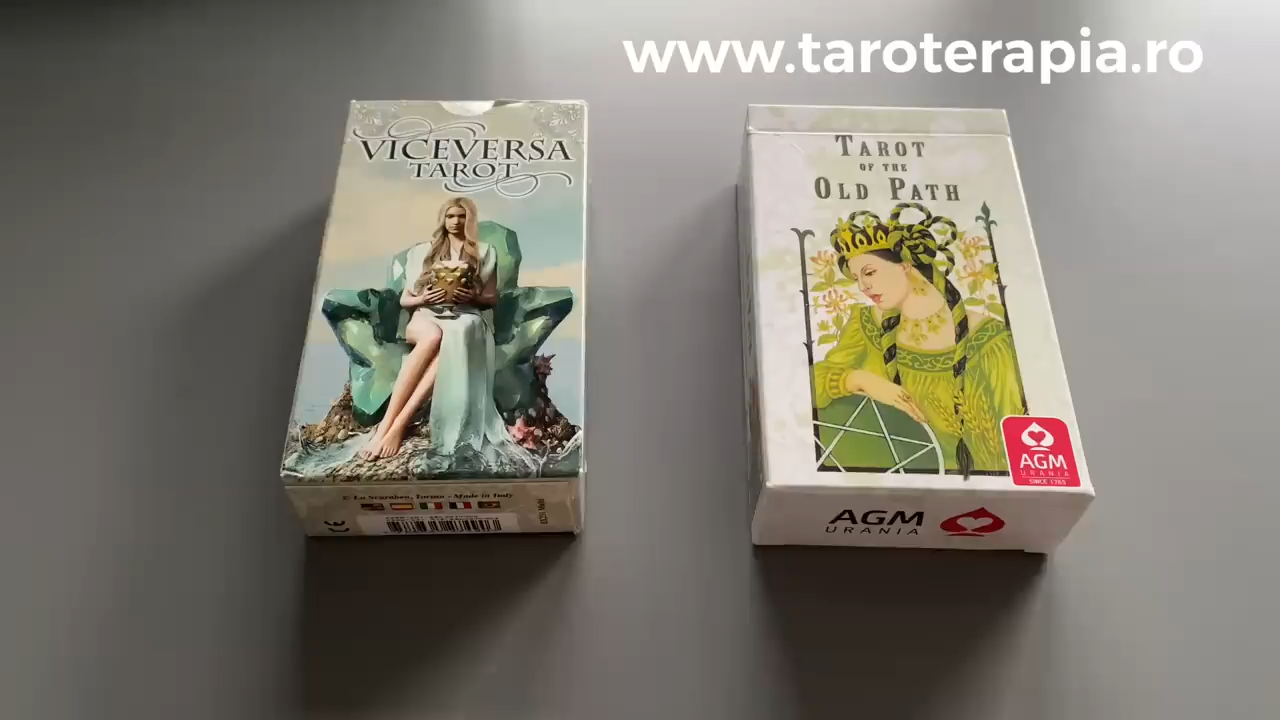 www.taroterapia.ro
VICEVERSA
TAROT
© Lo Scarabeo, Torino - Made in Italy
TAROT
OF THE
OLD PATH
AGM
URANIA
SINCE 1765
AGM
URANIA